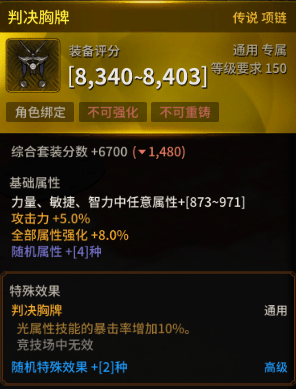 判决胸牌 传说 项链
装备评分 通用 专属
[8,340~8,403] 等级要求 150
角色绑定 不可强化 不可重铸
综合套装分数 +6700 (▼1,480)
基础属性
力量、敏捷、智力中任意属性+[873~971]
攻击力 +5.0%
全部属性强化 +8.0%
随机属性 +[4]种
特殊效果
判决胸牌 通用
光属性技能的暴击率增加10%。
竞技场中无效
随机特殊效果 +[2]种 高级